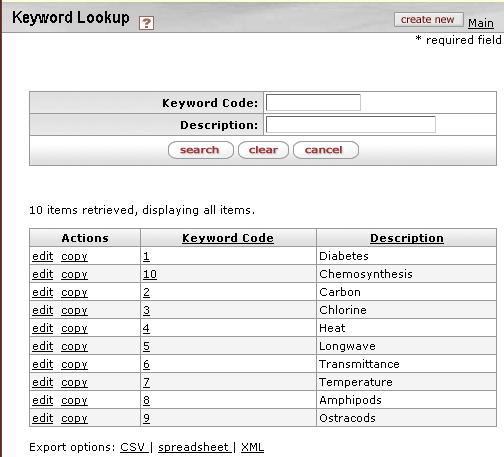 Keyword Lookup ? create new Main
* required field
Keyword Code:
Description:
search clear cancel
10 items retrieved, displaying all items.
Actions Keyword Code Description
edit copy 1 Diabetes
edit copy 10 Chemosynthesis
edit copy 2 Carbon
edit copy 3 Chlorine
edit copy 4 Heat
edit copy 5 Longwave
edit copy 6 Transmittance
edit copy 7 Temperature
edit copy 8 Amphipods
edit copy 9 Ostracods
Export options: CSV | spreadsheet | XML